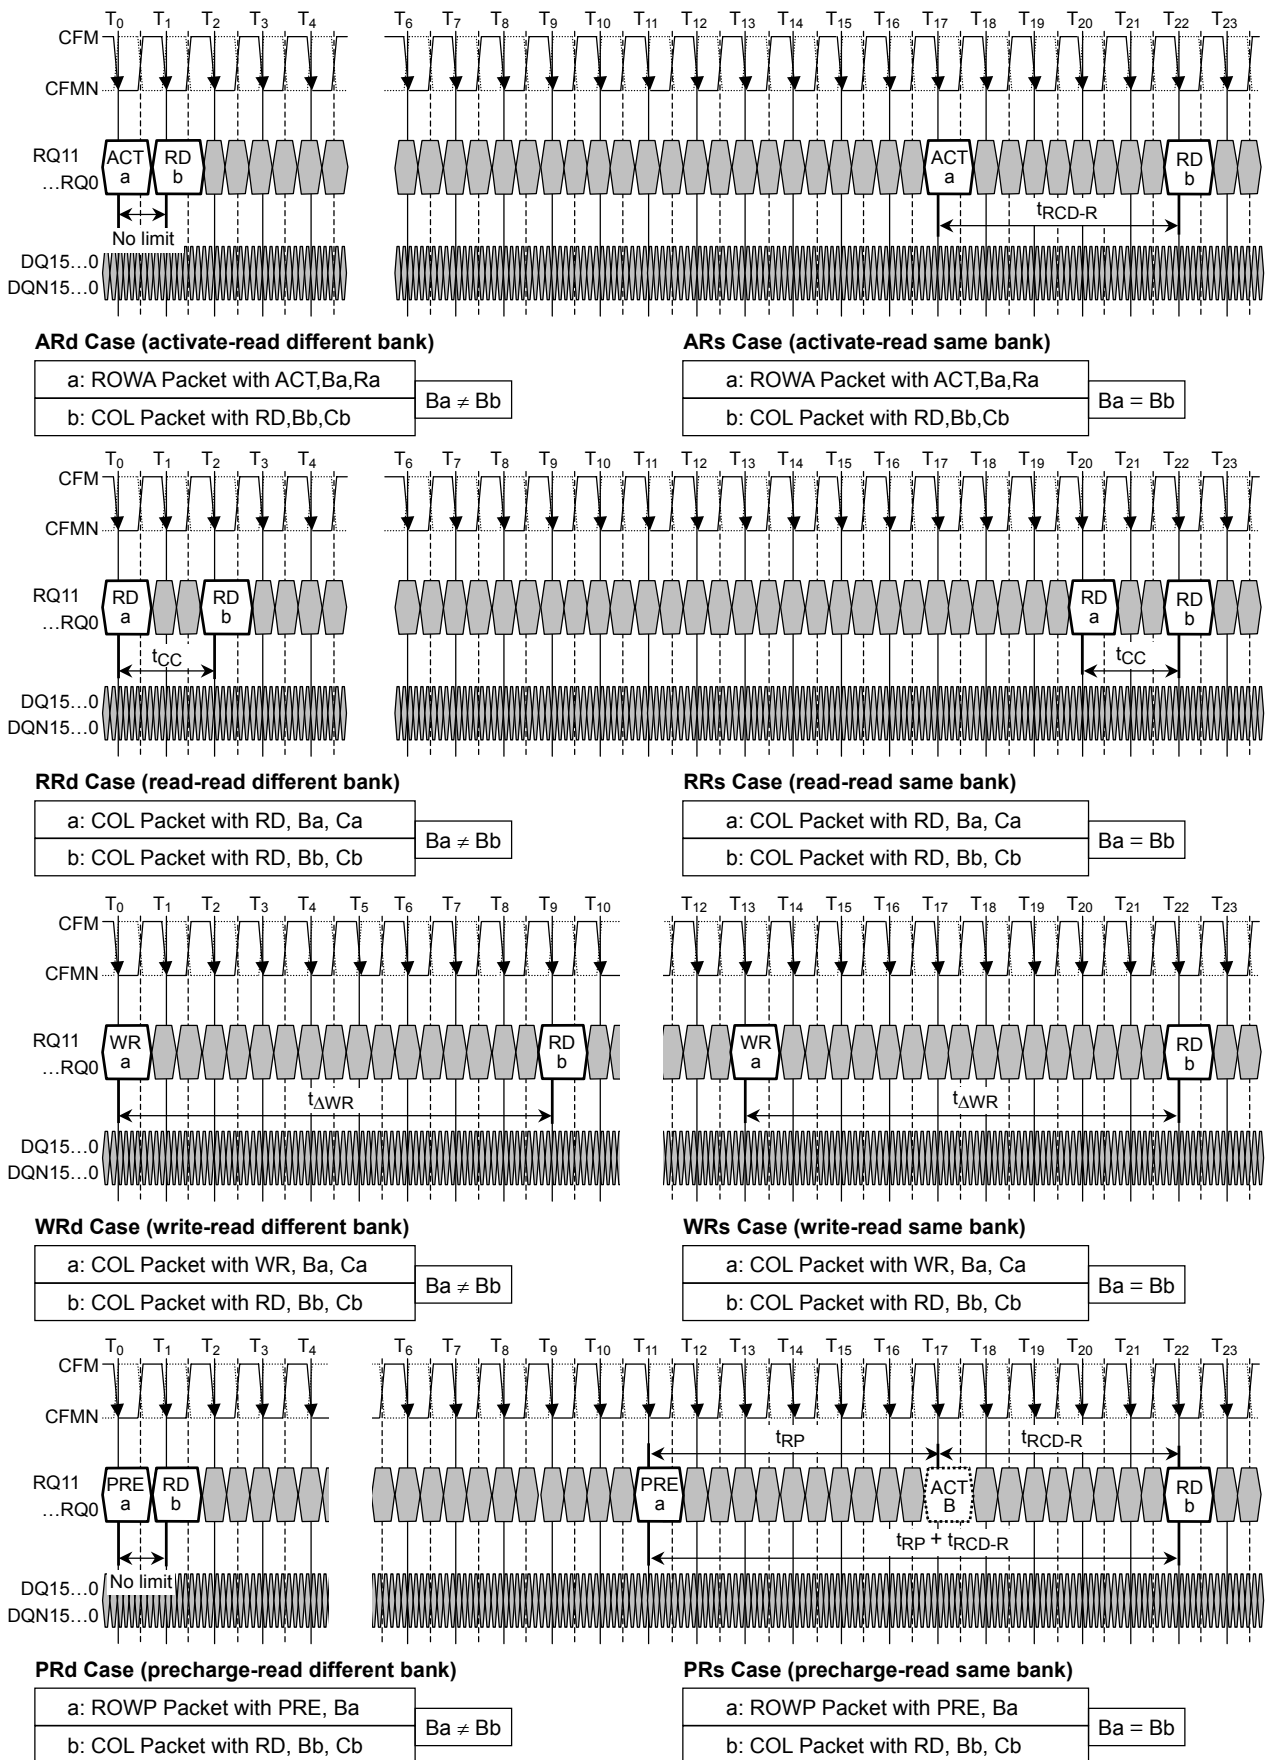 T0 T1 T2 T3 T4 T6 T7 T8 T9 T10 T11 T12 T13 T14 T15 T16 T17 T18 T19 T20 T21 T22 T23
CFM
CFMN
RQ11 ACT RD ACT RD
…RQ0 a b a b
No limit tRCD-R
DQ15…0
DQN15…0
ARd Case (activate-read different bank) ARs Case (activate-read same bank)
a: ROWA Packet with ACT,Ba,Ra a: ROWA Packet with ACT,Ba,Ra
Ba ≠ Bb Ba = Bb
b: COL Packet with RD,Bb,Cb b: COL Packet with RD,Bb,Cb
T0 T1 T2 T3 T4 T6 T7 T8 T9 T10 T11 T12 T13 T14 T15 T16 T17 T18 T19 T20 T21 T22 T23
CFM
CFMN
RQ11 RD RD RD RD
…RQ0 a b a b
tCC tCC
DQ15…0
DQN15…0
RRd Case (read-read different bank) RRs Case (read-read same bank)
a: COL Packet with RD, Ba, Ca a: COL Packet with RD, Ba, Ca
Ba ≠ Bb Ba = Bb
b: COL Packet with RD, Bb, Cb b: COL Packet with RD, Bb, Cb
T0 T1 T2 T3 T4 T5 T6 T7 T8 T9 T10 T12 T13 T14 T15 T16 T17 T18 T19 T20 T21 T22 T23
CFM
CFMN
RQ11 WR RD WR RD
…RQ0 a b a b
tΔWR tΔWR
DQ15…0
DQN15…0
WRd Case (write-read different bank) WRs Case (write-read same bank)
a: COL Packet with WR, Ba, Ca a: COL Packet with WR, Ba, Ca
Ba ≠ Bb Ba = Bb
b: COL Packet with RD, Bb, Cb b: COL Packet with RD, Bb, Cb
T0 T1 T2 T3 T4 T6 T7 T8 T9 T10 T11 T12 T13 T14 T15 T16 T17 T18 T19 T20 T21 T22 T23
CFM
CFMN
tRP tRCD-R
RQ11 PRE RD PRE ACT RD
…RQ0 a b a B b
tRP + tRCD-R
No limit
DQ15…0
DQN15…0
PRd Case (precharge-read different bank) PRs Case (precharge-read same bank)
a: ROWP Packet with PRE, Ba a: ROWP Packet with PRE, Ba
Ba ≠ Bb Ba = Bb
b: COL Packet with RD, Bb, Cb b: COL Packet with RD, Bb, Cb